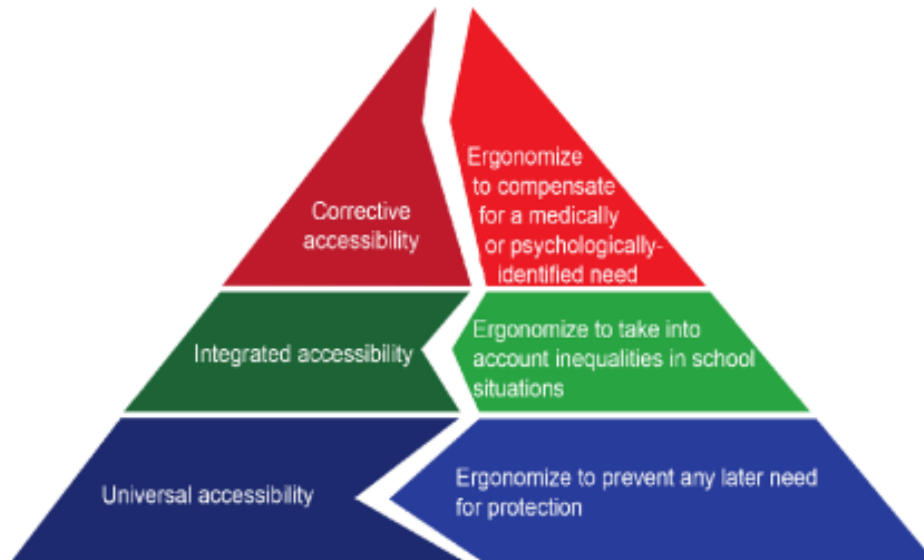 Corrective
accessibility
Ergonomize
to compensate
for a medically
or psychologically-
identified need
Integrated accessibility
Ergonomize to take into
account inequalities in school
situations
Universal accessibility
Ergonomize to prevent any later need
for protection